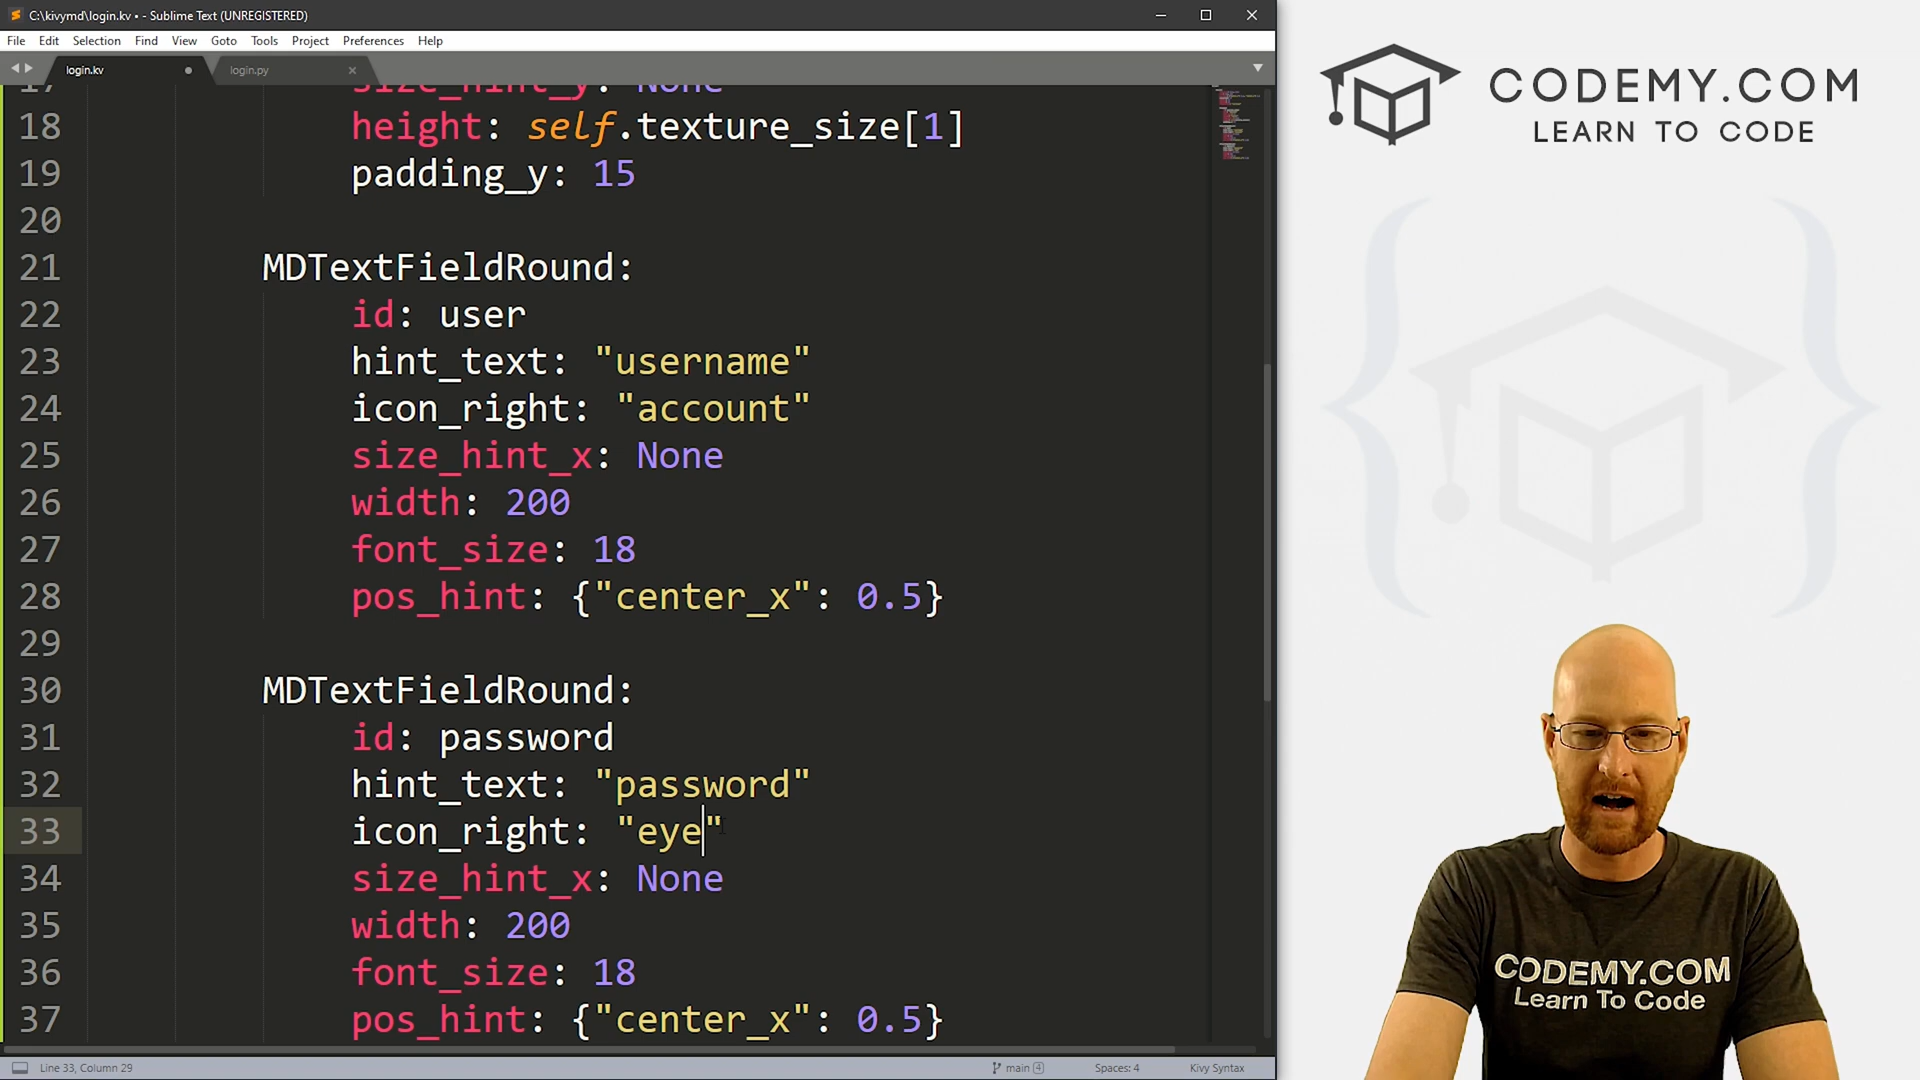 C:\kivymd\login.kv • - Sublime Text (UNREGISTERED)
File Edit Selection Find View Goto Tools Project Preferences Help
login.kv
login.py
17 size_hint_y: None
18 height: self.texture_size[1]
19 padding_y: 15
20
21 MDTextFieldRound:
22 id: user
23 hint_text: "username"
24 icon_right: "account"
25 size_hint_x: None
26 width: 200
27 font_size: 18
28 pos_hint: {"center_x": 0.5}
29
30 MDTextFieldRound:
31 id: password
32 hint_text: "password"
33 icon_right: "eye"
34 size_hint_x: None
35 width: 200
36 font_size: 18
37 pos_hint: {"center_x": 0.5}
Line 33, Column 29
main 4
Spaces: 4
Kivy Syntax
CODEMY.COM
LEARN TO CODE
CODEMY.COM
Learn To Code